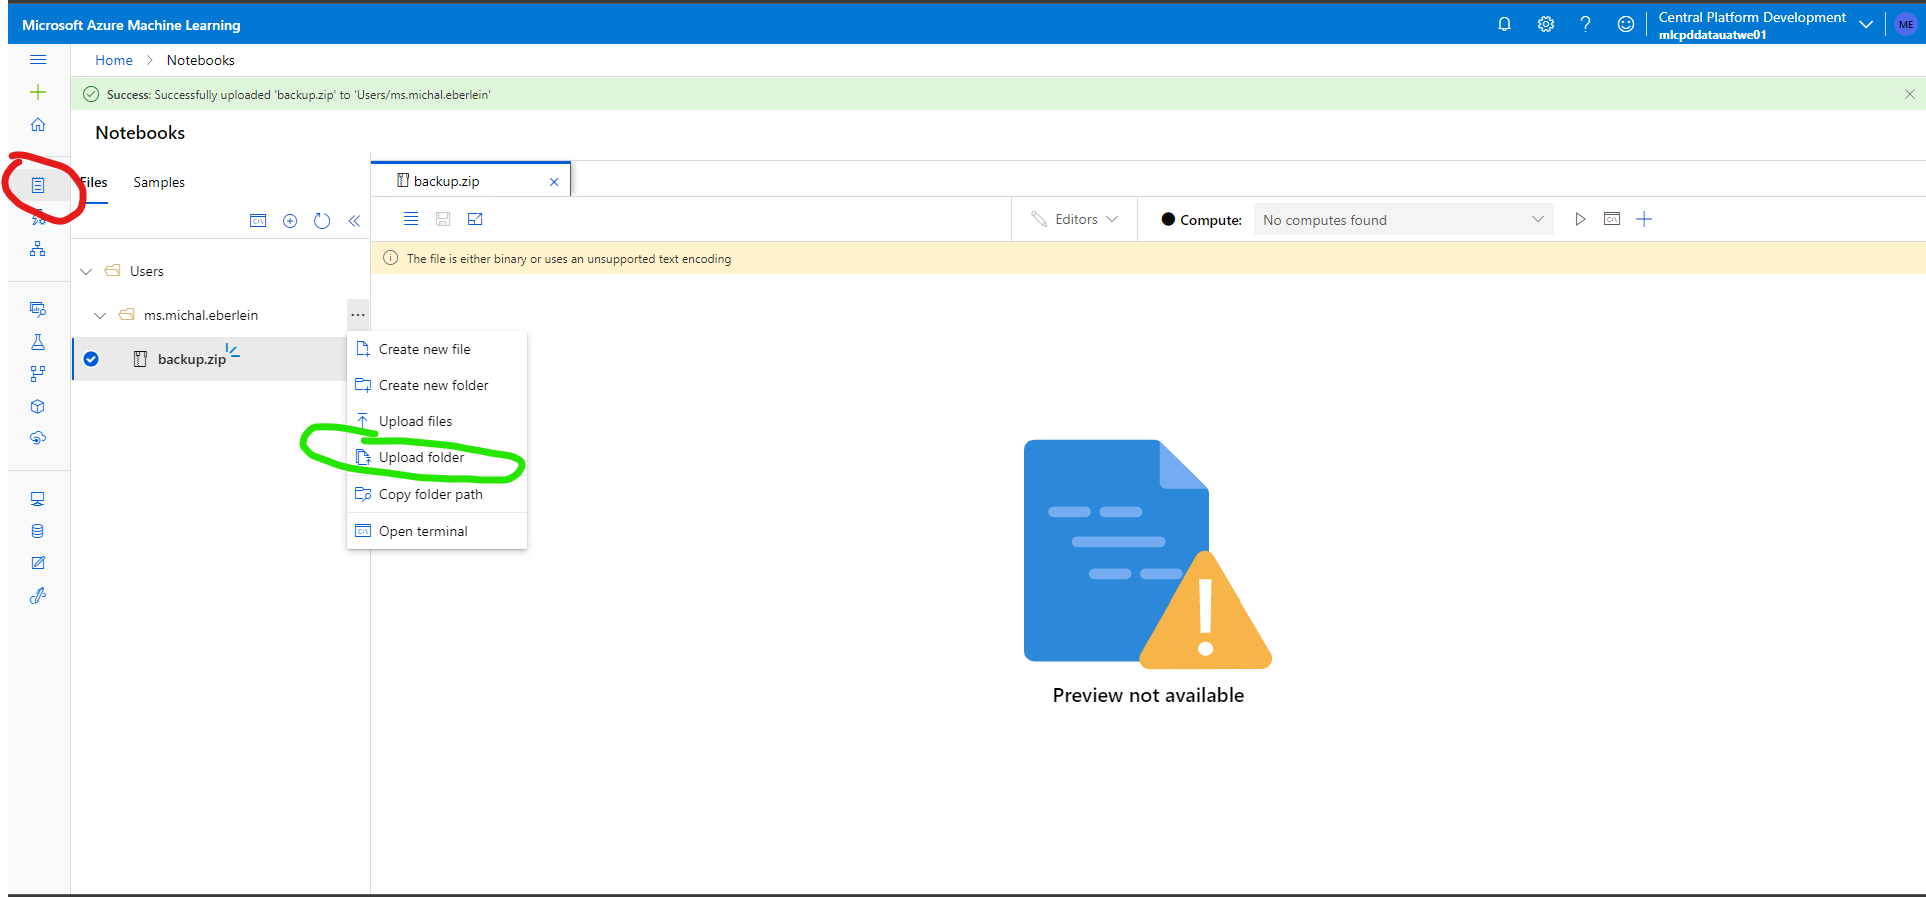 Microsoft Azure Machine Learning
Central Platform Development
mlcpddatauatwe01
ME
Home > Notebooks
Success: Successfully uploaded 'backup.zip' to 'Users/ms.michal.eberlein'
Notebooks
Files
Samples
backup.zip
Editors
Compute:
No computes found
The file is either binary or uses an unsupported text encoding
Users
ms.michal.eberlein
backup.zip
Create new file
Create new folder
Upload files
Upload folder
Copy folder path
Open terminal
Preview not available